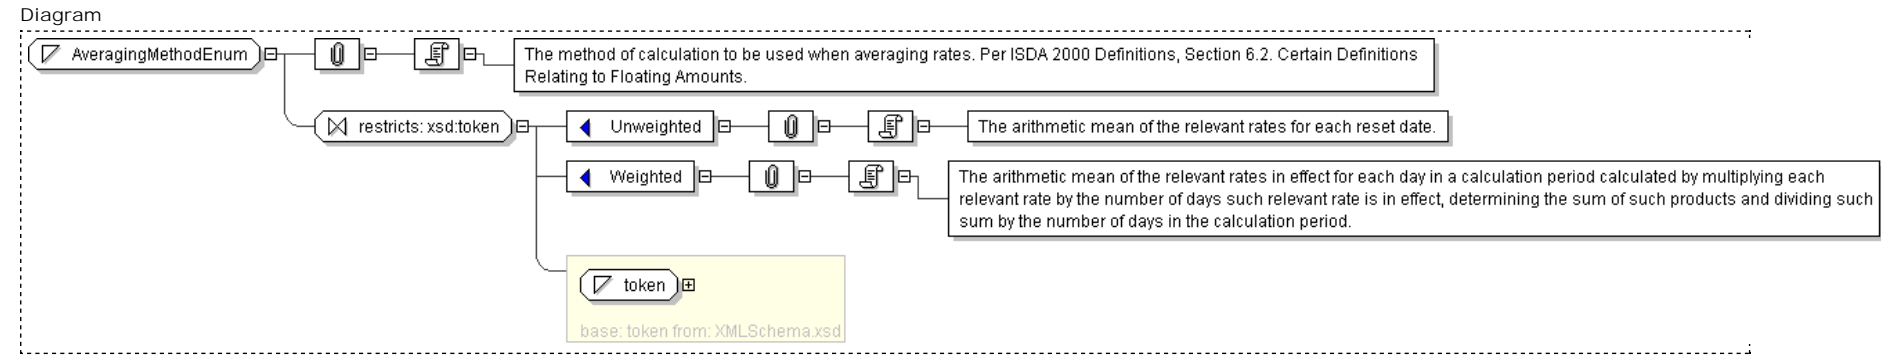 Diagram
AveragingMethodEnum
The method of calculation to be used when averaging rates. Per ISDA 2000 Definitions, Section 6.2. Certain Definitions
Relating to Floating Amounts.
restricts: xsd:token
Unweighted
The arithmetic mean of the relevant rates for each reset date.
Weighted
The arithmetic mean of the relevant rates in effect for each day in a calculation period calculated by multiplying each
relevant rate by the number of days such relevant rate is in effect, determining the sum of such products and dividing such
sum by the number of days in the calculation period.
token
base: token from: XMLSchema.xsd